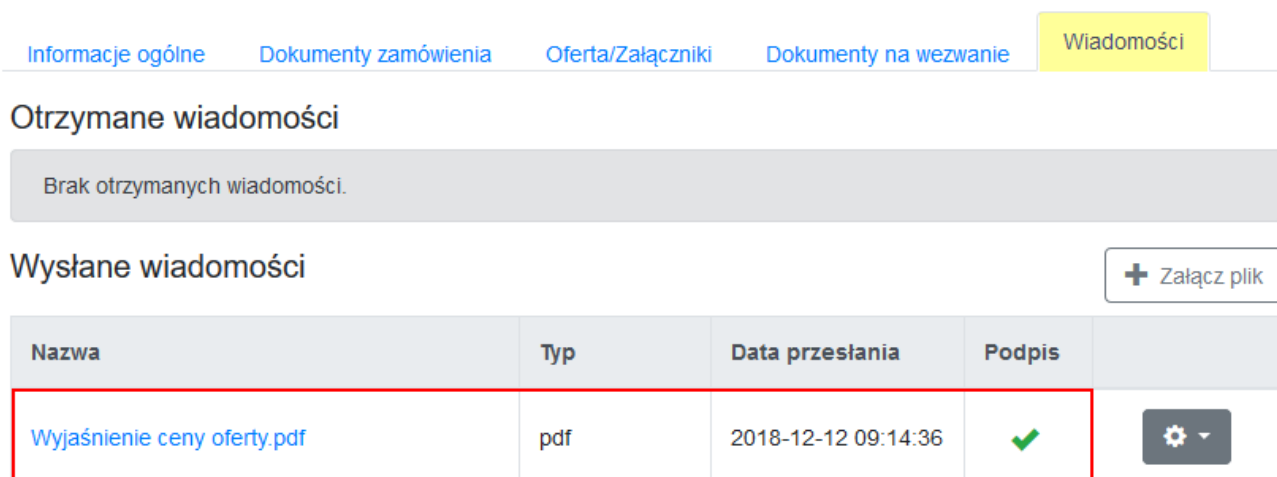 Informacje ogólne Dokumenty zamówienia Oferta/Załączniki Dokumenty na wezwanie Wiadomości
Otrzymane wiadomości
Brak otrzymanych wiadomości.
Wysłane wiadomości
Załącz plik
Nazwa Typ Data przesłania Podpis
Wyjaśnienie ceny oferty.pdf pdf 2018-12-12 09:14:36